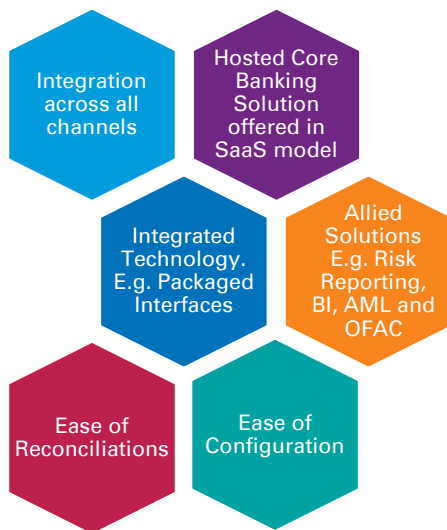 Integration
across all
channels
Hosted Core
Banking
Solution
offered in
SaaS model
Integrated
Technology.
E.g. Packaged
Interfaces
Allied
Solutions
E.g. Risk
Reporting,
BI, AML and
OFAC
Ease of
Reconciliations
Ease of
Configuration